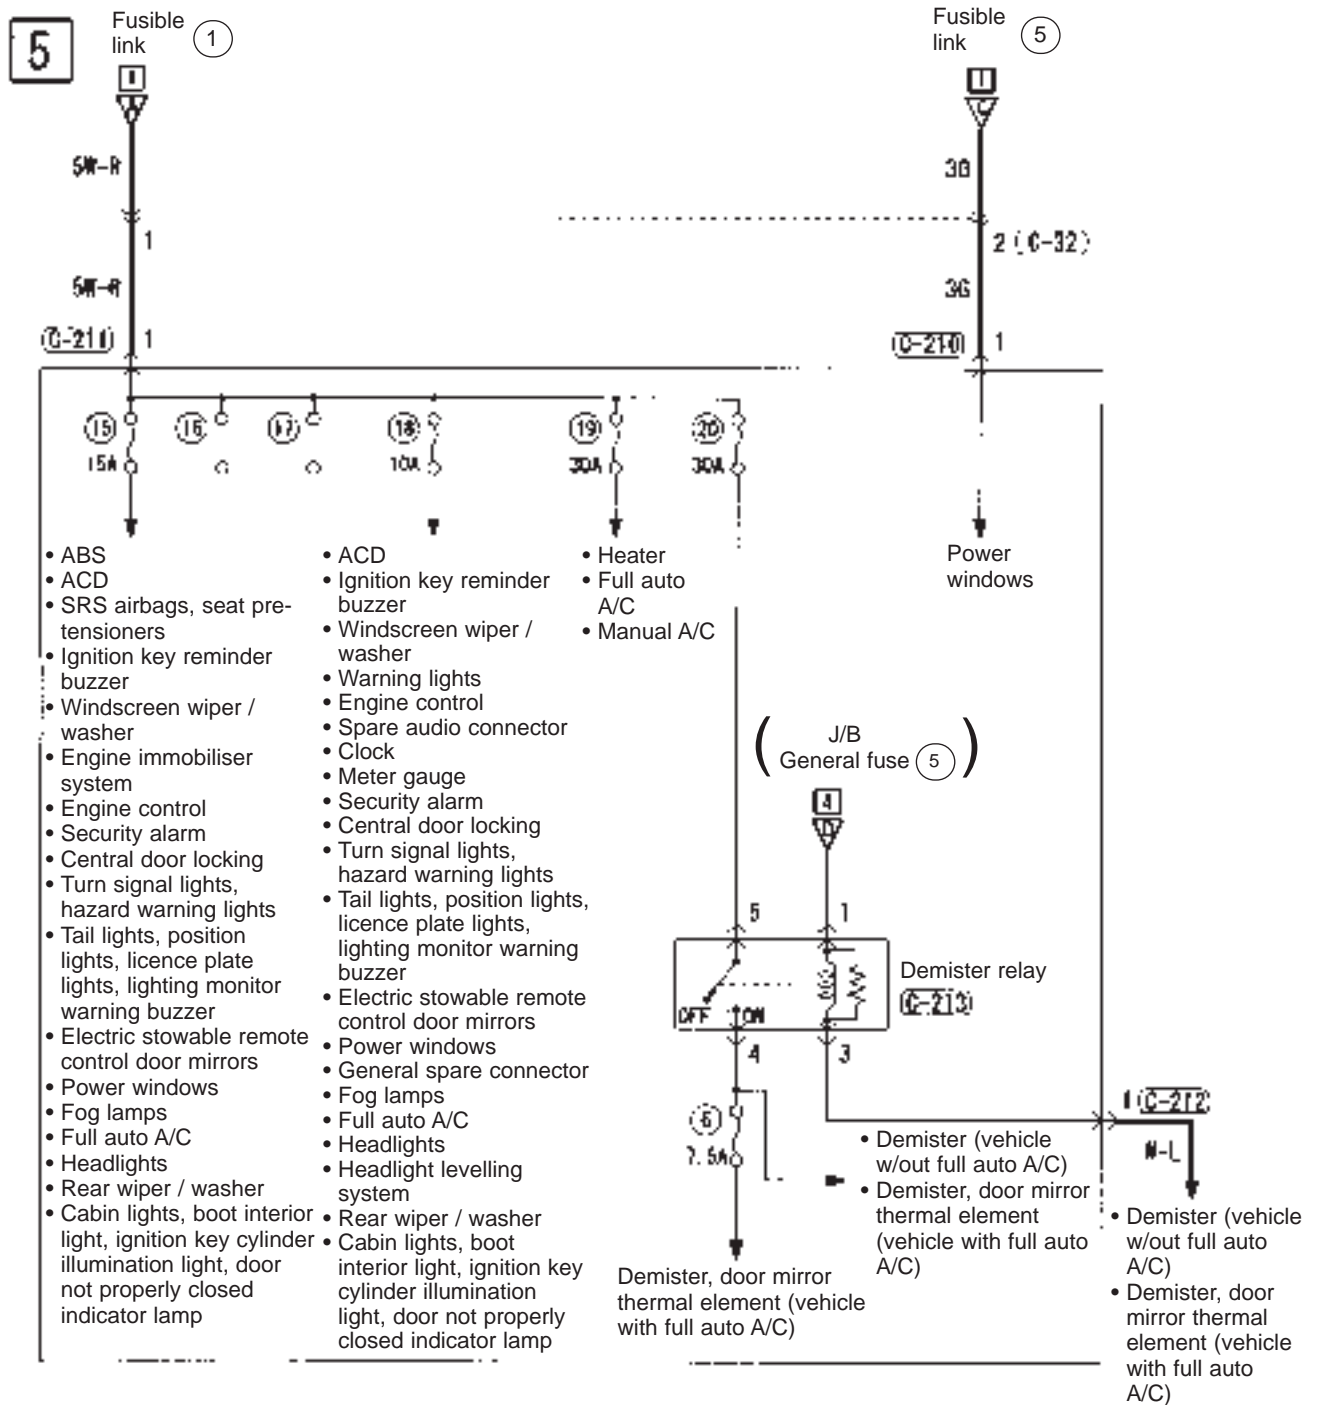 5
Fusible
link
1
Fusible
link
5
5W-R
3G
1
2 (C-32)
5W-R
3G
1
C-210
1
15
16
17
18
19
20
15A
10A
30A
30A
• ABS
• ACD
• SRS airbags, seat pre-
tensioners
• Ignition key reminder
buzzer
• Windscreen wiper /
washer
• Engine immobiliser
system
• Engine control
• Security alarm
• Central door locking
• Turn signal lights,
hazard warning lights
• Tail lights, position
lights, licence plate
lights, lighting monitor
warning buzzer
• Electric stowable remote
control door mirrors
• Power windows
• Fog lamps
• Full auto A/C
• Headlights
• Rear wiper / washer
• Cabin lights, boot interior
light, ignition key cylinder
illumination light, door
not properly closed
indicator lamp
• ACD
• Ignition key reminder
buzzer
• Windscreen wiper /
washer
• Warning lights
• Engine control
• Spare audio connector
• Clock
• Meter gauge
• Security alarm
• Central door locking
• Turn signal lights,
hazard warning lights
• Tail lights, position lights,
licence plate lights,
lighting monitor warning
buzzer
• Electric stowable remote
control door mirrors
• Power windows
• General spare connector
• Fog lamps
• Full auto A/C
• Headlights
• Headlight levelling
system
• Rear wiper / washer
• Cabin lights, boot
interior light, ignition key
cylinder illumination
light, door not properly
closed indicator lamp
• Heater
• Full auto
A/C
• Manual A/C
Power
windows
( J/B
General fuse 5 )
4
D
5
1
Demister relay
C-213
OFF
ON
4
3
6
7.5A
1 C-212
W-L
• Demister (vehicle
w/out full auto A/C)
• Demister, door mirror
thermal element
(vehicle with full auto
A/C)
Demister, door mirror
thermal element (vehicle
with full auto A/C)
• Demister (vehicle
w/out full auto
A/C)
• Demister, door
mirror thermal
element (vehicle
with full auto
A/C)